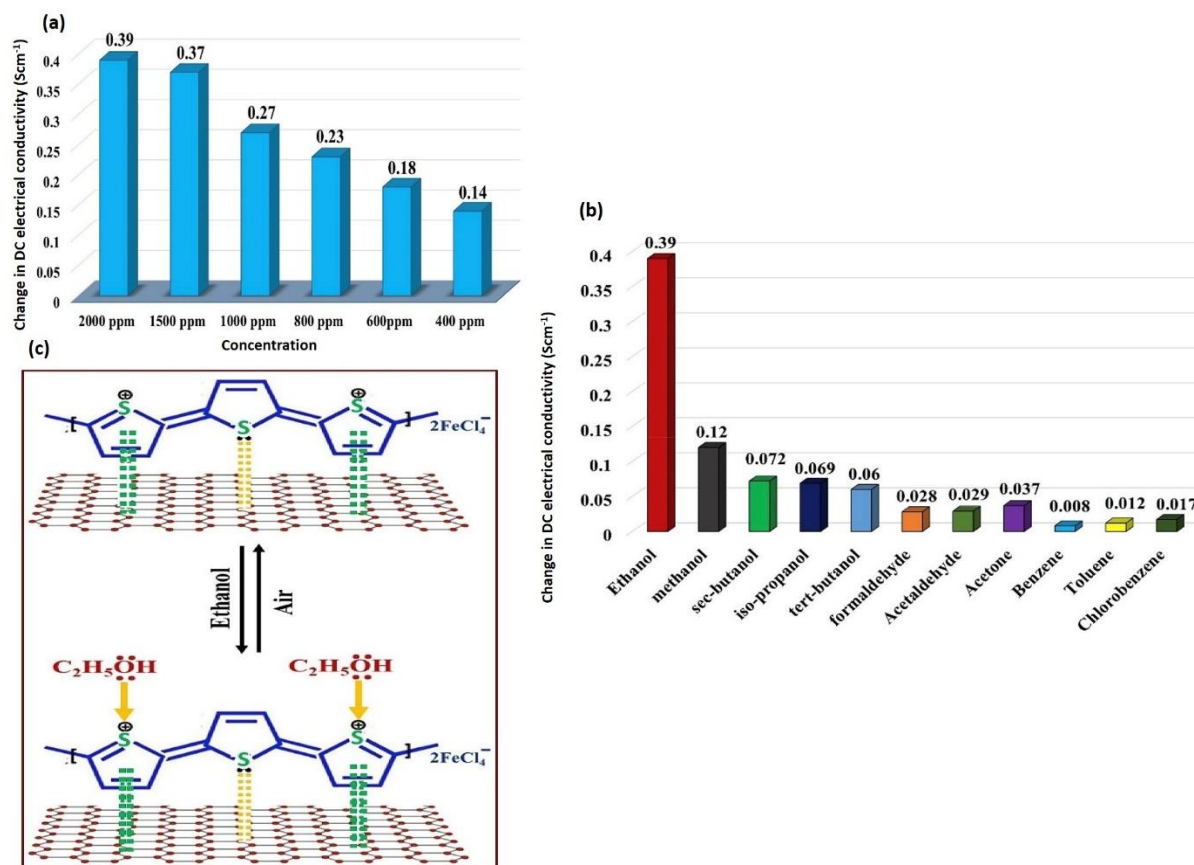 (a)
Change in DC electrical conductivity (Scm⁻¹)
0.4
0.35
0.3
0.25
0.2
0.15
0.1
0.05
0
0.39
0.37
0.27
0.23
0.18
0.14
2000 ppm
1500 ppm
1000 ppm
800 ppm
600ppm
400 ppm
Concentration
(b)
Change in DC electrical conductivity (Scm⁻¹)
0.4
0.35
0.3
0.25
0.2
0.15
0.1
0.05
0
0.39
0.12
0.072
0.069
0.06
0.028
0.029
0.037
0.008
0.012
0.017
Ethanol
methanol
sec-butanol
iso-propanol
tert-butanol
formaldehyde
Acetaldehyde
Acetone
Benzene
Toluene
Chlorobenzene
(c)
⊕ ⊕
[ S S S ] 2FeCl₄⁻
Ethanol
Air
C₂H₅OH C₂H₅OH
⊕ ⊕
[ S S S ] 2FeCl₄⁻